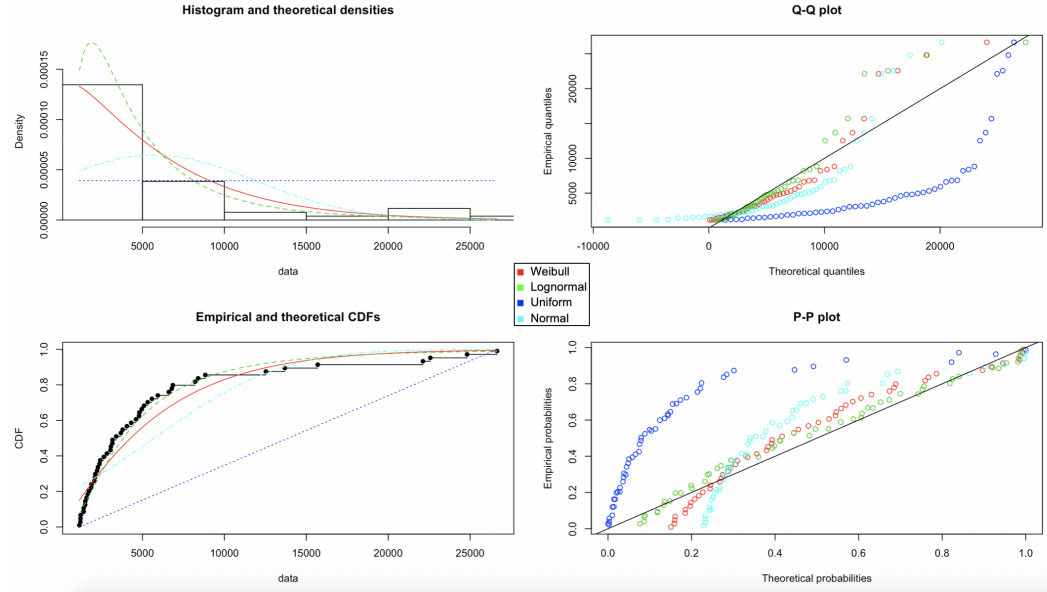 Histogram and theoretical densities
Density
0.00000
0.00005
0.00010
0.00015
5000
10000
15000
20000
25000
data
Q-Q plot
Empirical quantiles
5000
10000
20000
-10000
0
10000
20000
Theoretical quantiles
Weibull
Lognormal
Uniform
Normal
Empirical and theoretical CDFs
CDF
0.0
0.2
0.4
0.6
0.8
1.0
5000
10000
15000
20000
25000
data
P-P plot
Empirical probabilities
0.0
0.2
0.4
0.6
0.8
1.0
0.0
0.2
0.4
0.6
0.8
1.0
Theoretical probabilities